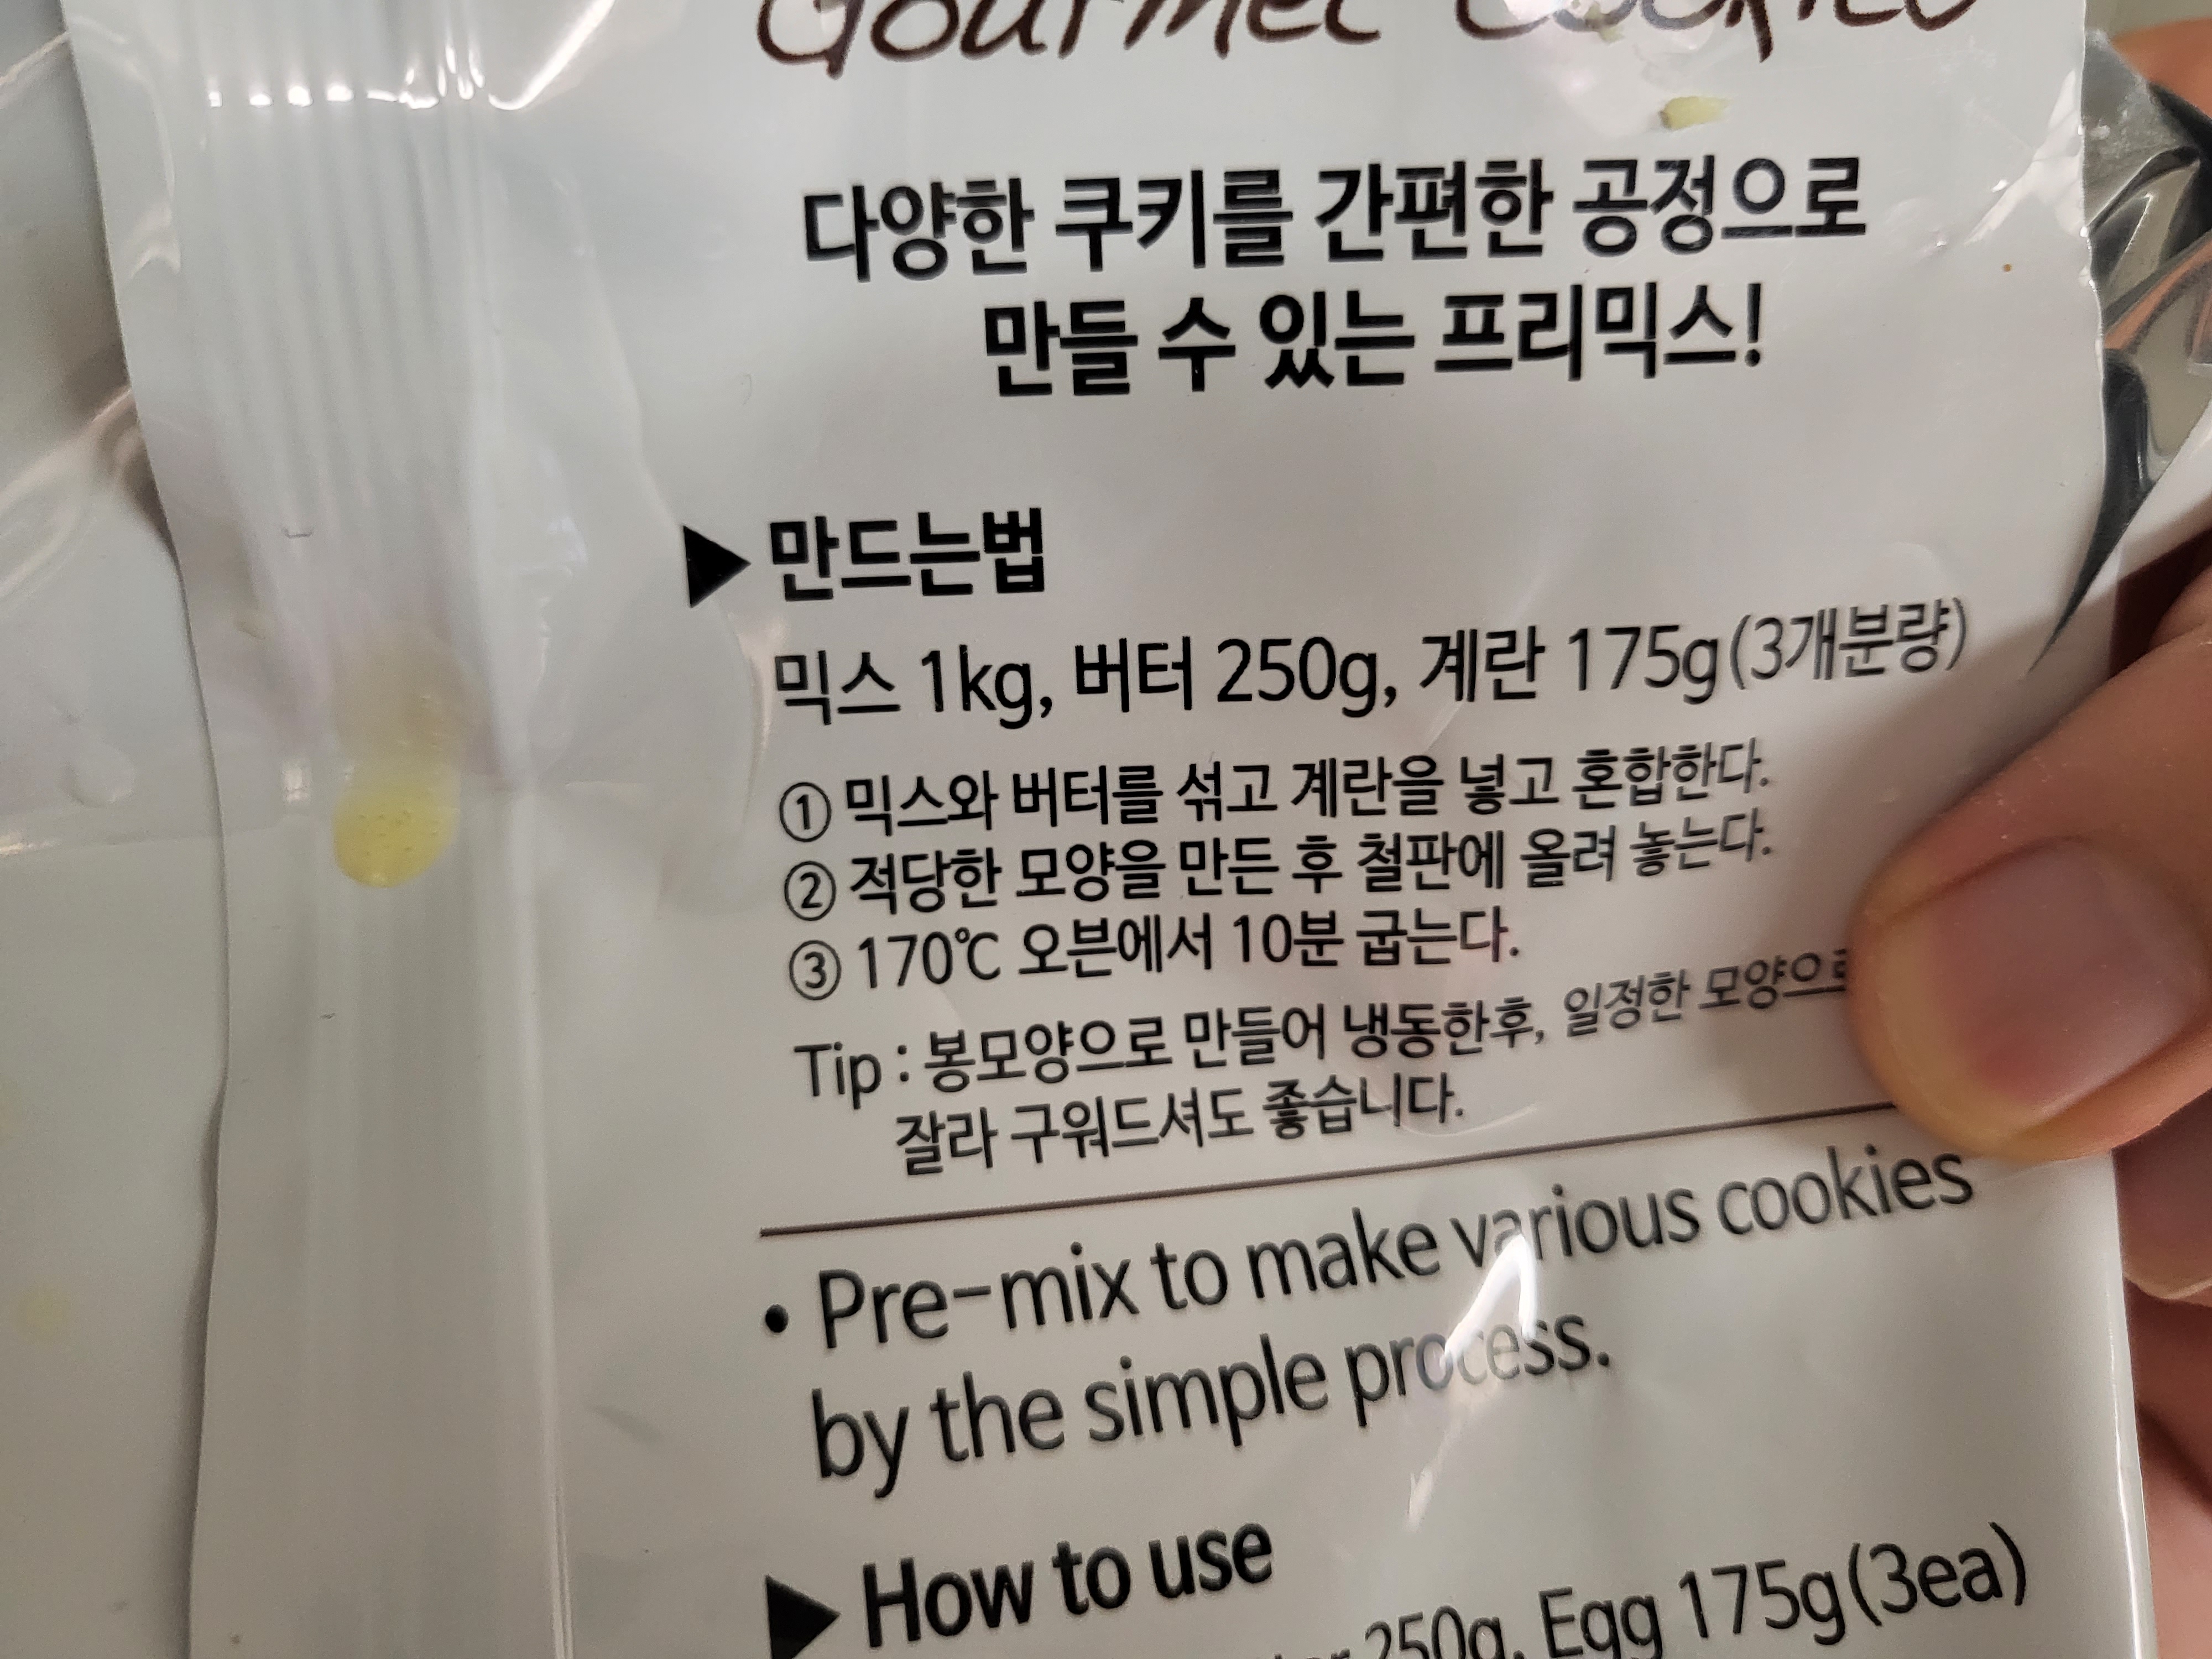 Gourmet Cookies
다양한 쿠키를 간편한 공정으로
만들 수 있는 프리믹스!
▶ 만드는법
믹스 1kg, 버터 250g, 계란 175g(3개분량)
① 믹스와 버터를 섞고 계란을 넣고 혼합한다.
② 적당한 모양을 만든 후 철판에 올려 놓는다.
③ 170℃ 오븐에서 10분 굽는다.
Tip : 봉모양으로 만들어 냉동한후, 일정한 모양으로
잘라 구워드셔도 좋습니다.
• Pre-mix to make various cookies
by the simple process.
▶ How to use
250g, Egg 175g(3ea)